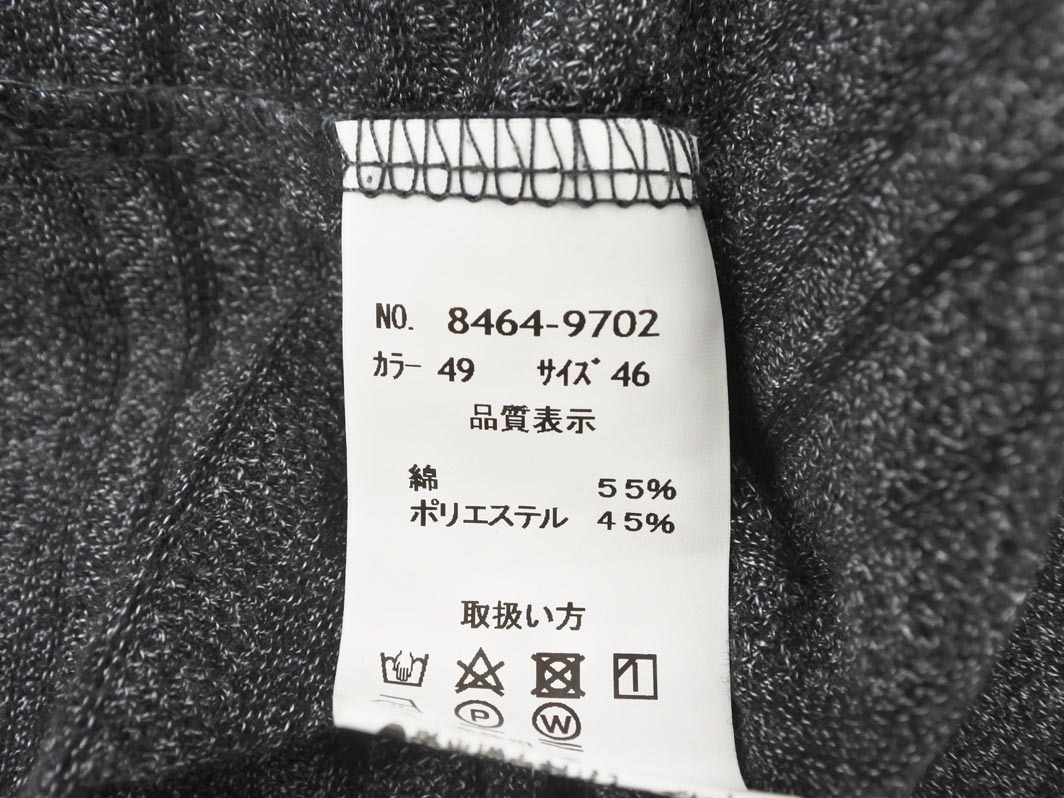 NO. 8464-9702
カラー 49 サイズ 46
品質表示
綿 55%
ポリエステル 45%
取扱い方
P W